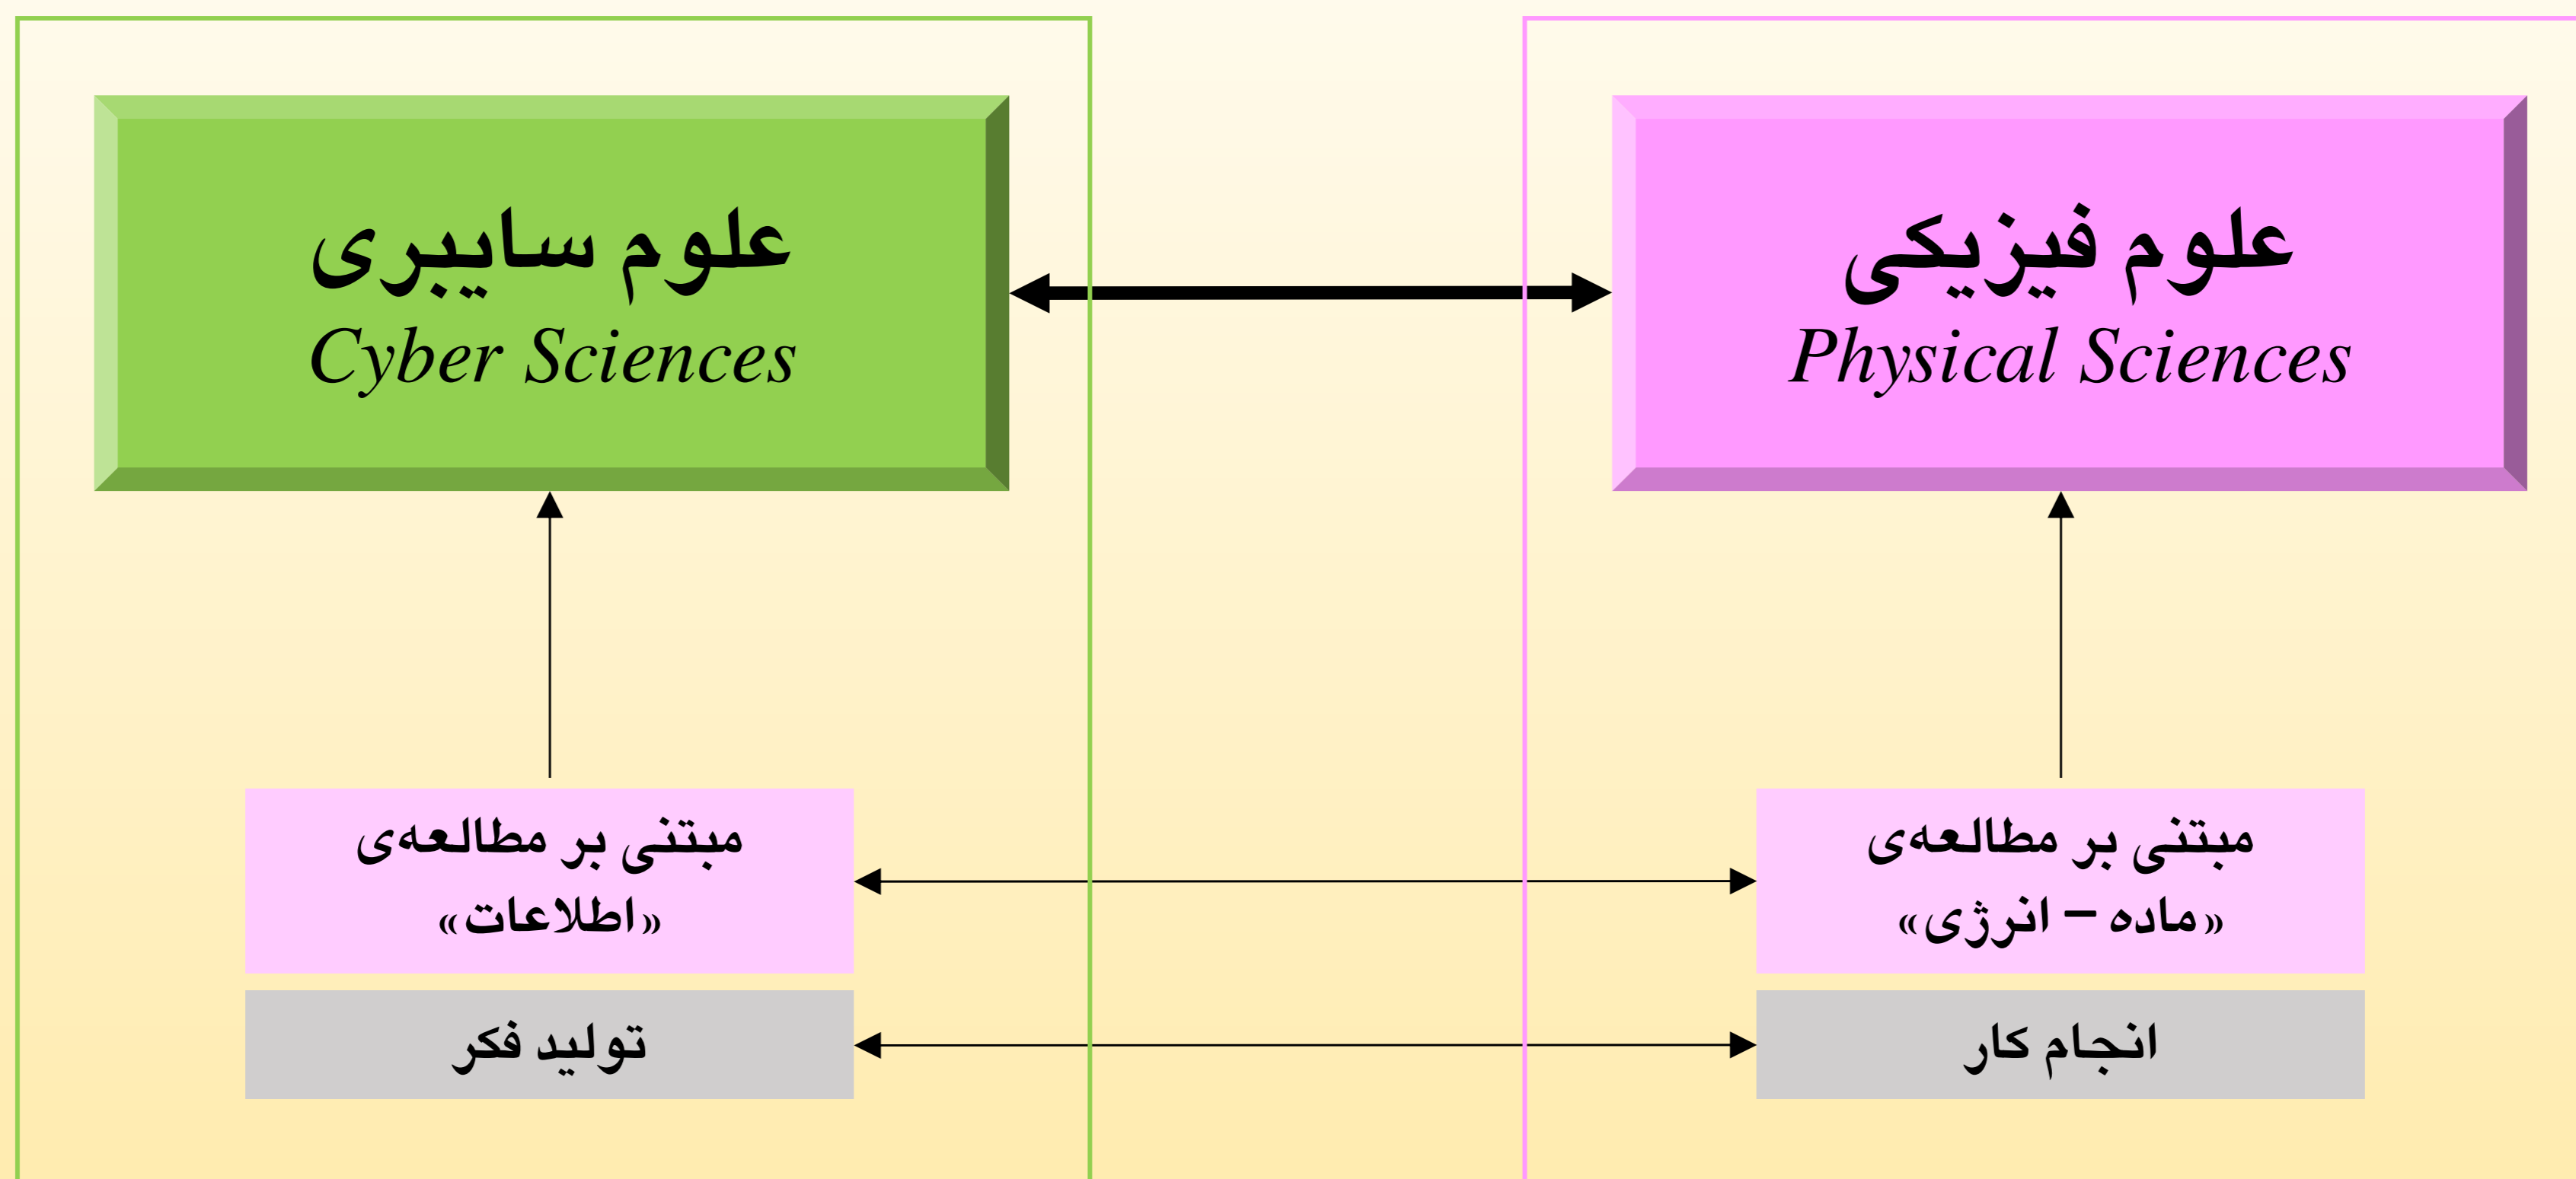 علوم فیزیکی
Physical Sciences
علوم سایبری
Cyber Sciences
مبتنی بر مطالعه‌ی
«ماده – انرژی»
مبتنی بر مطالعه‌ی
«اطلاعات»
انجام کار
تولید فکر